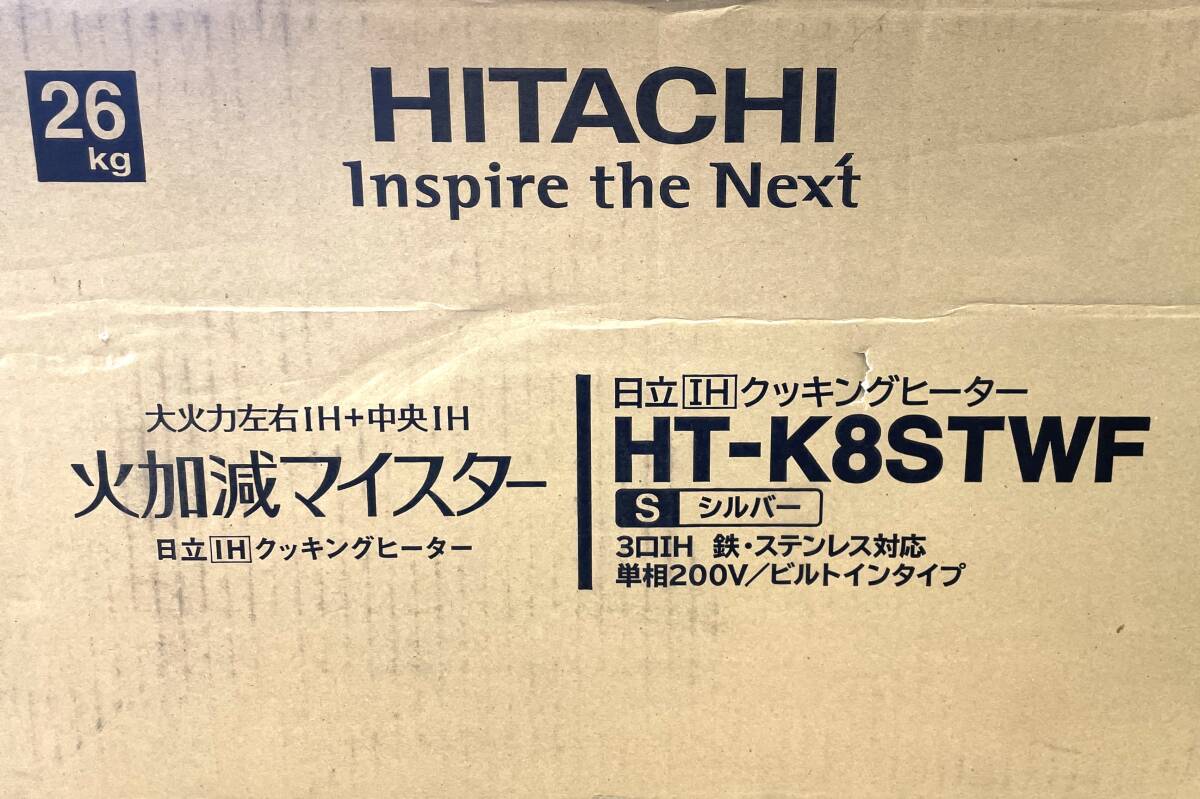 26
kg
HITACHI
Inspire the Next
大火力左右IH+中央IH
火加減マイスター
日立IHクッキングヒーター
日立IHクッキングヒーター
HT-K8STWF
S シルバー
3口IH 鉄・ステンレス対応
単相200V/ビルトインタイプ